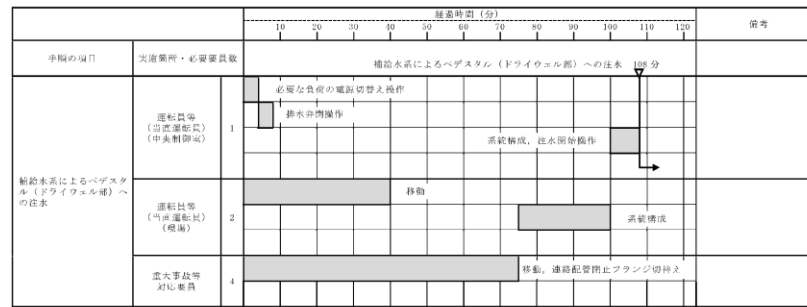 経過時間（分）
備考
10 20 30 40 50 60 70 80 90 100 110 120
手順の項目
実施箇所・必要要員数
補給水系によるペデスタル（ドライウェル部）への注水 108分
補給水系によるペデスタル（ドライウェル部）への注水
運転員等
（当直運転員）
（中央制御室）
1
必要な負荷の電源切替え操作
排水弁閉操作
系統構成，注水開始操作
運転員等
（当直運転員）
（現場）
2
移動
系統構成
重大事故等
対応要員
4
移動，連絡配管閉止フランジ切替え